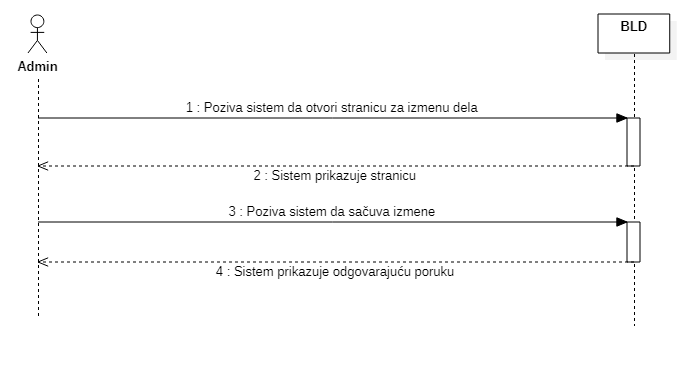 BLD
Admin
1 : Poziva sistem da otvori stranicu za izmenu dela
2 : Sistem prikazuje stranicu
3 : Poziva sistem da sačuva izmene
4 : Sistem prikazuje odgovarajuću poruku